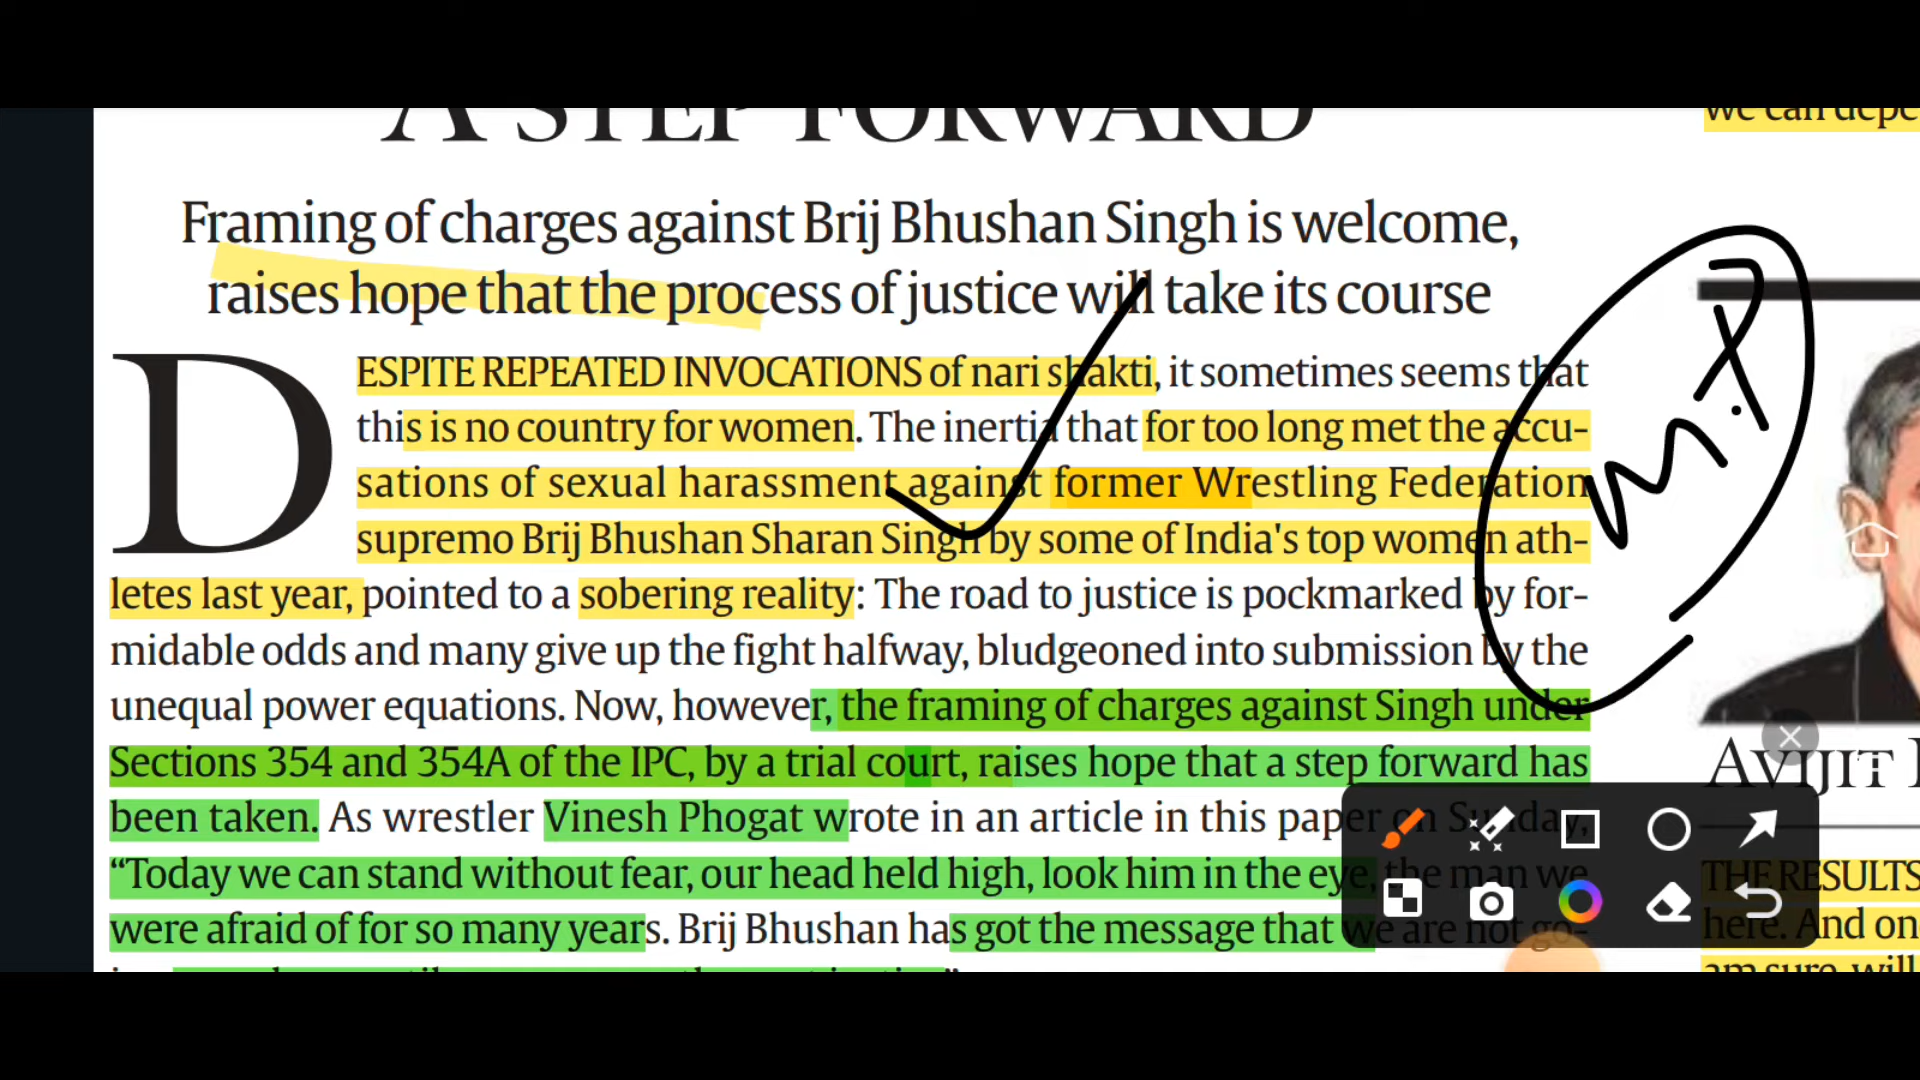 A STEP FORWARD
Framing of charges against Brij Bhushan Singh is welcome,
raises hope that the process of justice will take its course
DESPITE REPEATED INVOCATIONS of nari shakti, it sometimes seems that
this is no country for women. The inertia that for too long met the accu-
sations of sexual harassment against former Wrestling Federation
supremo Brij Bhushan Sharan Singh by some of India's top women ath-
letes last year, pointed to a sobering reality: The road to justice is pockmarked by for-
midable odds and many give up the fight halfway, bludgeoned into submission by the
unequal power equations. Now, however, the framing of charges against Singh under
Sections 354 and 354A of the IPC, by a trial court, raises hope that a step forward has
been taken. As wrestler Vinesh Phogat wrote in an article in this paper on Sunday,
“Today we can stand without fear, our head held high, look him in the eye, the man we
were afraid of for so many years. Brij Bhushan has got the message that we are not go-
we can depe
M.P
AVIJIT
THE RESULTS
here. And on
am sure, will